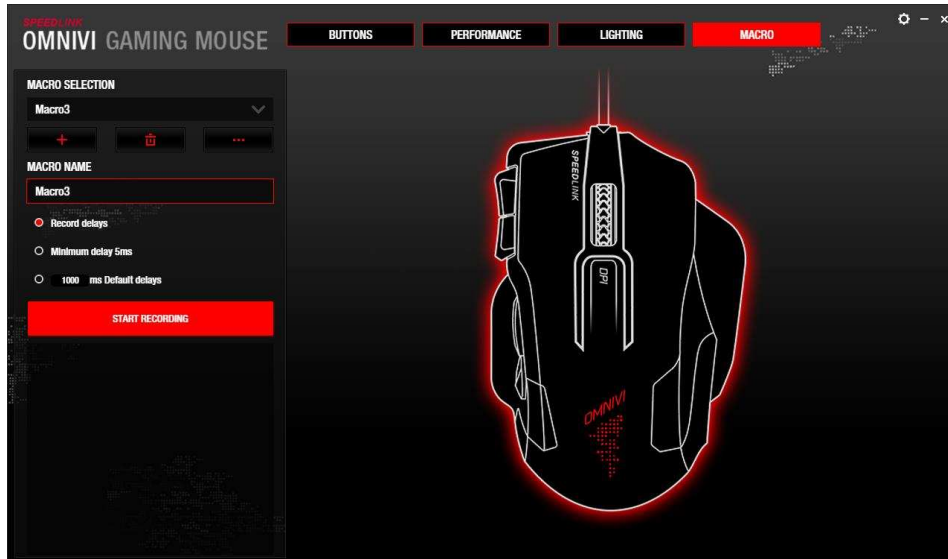 SPEEDLINK
OMNIVI GAMING MOUSE
BUTTONS
PERFORMANCE
LIGHTING
MACRO
MACRO SELECTION
Macro3
MACRO NAME
Macro3
Record delays
Minimum delay 5ms
1000 ms Default delays
START RECORDING
SPEEDLINK
DPI
OMNIVI